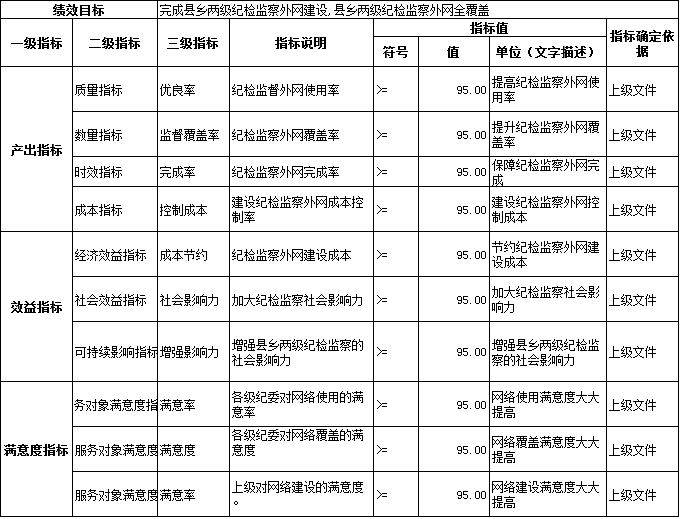 绩效目标 完成县乡两级纪检监察外网建设,县乡两级纪检监察外网全覆盖
一级指标 二级指标 三级指标 指标说明 指标值 指标确定依据
符号 值 单位（文字描述）
产出指标 质量指标 优良率 纪检监督外网使用率 >= 95.00 提高纪检监察外网使用率 上级文件
数量指标 监督覆盖率 纪检监察外网覆盖率 >= 95.00 提升纪检监察外网覆盖率 上级文件
时效指标 完成率 纪检监察外网完成率 >= 95.00 保障纪检监察外网完成 上级文件
成本指标 控制成本 建设纪检监察外网成本控制率 >= 95.00 建设纪检监察外网控制成本 上级文件
效益指标 经济效益指标 成本节约 纪检监察外网建设成本 >= 95.00 节约纪检监察外网建设成本 上级文件
社会效益指标 社会影响力 加大纪检监察社会影响力 >= 95.00 加大纪检监察社会影响力 上级文件
可持续影响指标 增强影响力 增强县乡两级纪检监察的社会影响力 >= 95.00 增强县乡两级纪检监察的社会影响力 上级文件
满意度指标 务对象满意度指 满意率 各级纪委对网络使用的满意率 >= 95.00 网络使用满意度大大提高 上级文件
服务对象满意度 满意度 各级纪委对网络覆盖的满意度 >= 95.00 网络覆盖满意度大大提高 上级文件
服务对象满意度 满意率 上级对网络建设的满意度。 >= 95.00 网络建设满意度大大提高 上级文件